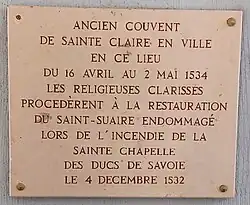 ANCIEN COUVENT
DE SAINTE CLAIRE EN VILLE
EN CE LIEU
DU 16 AVRIL AU 2 MAI 1534
LES RELIGIEUSES CLARISSES
PROCEDÈRENT À LA RESTAURATION
DU SAINT-SUAIRE ENDOMMAGÉ
LORS DE L'INCENDIE DE LA
SAINTE CHAPELLE
DES DUCS DE SAVOIE
LE 4 DECEMBRE 1532